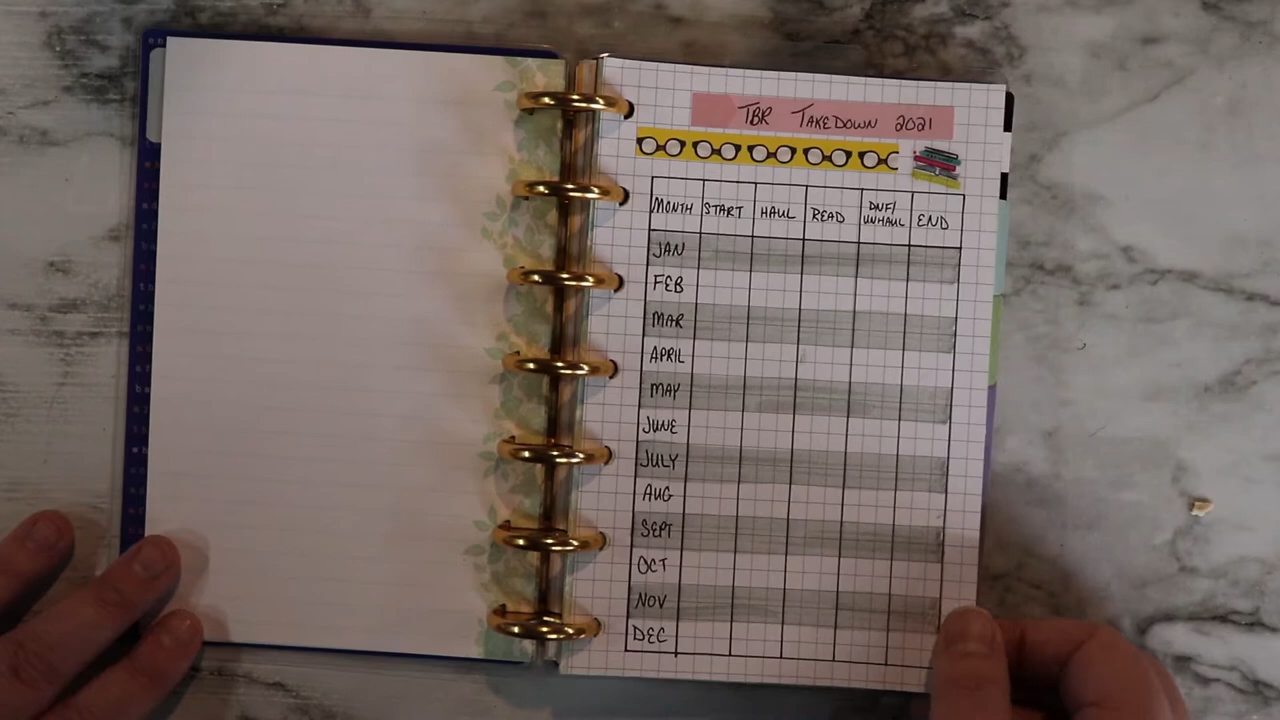 TBR TAKEDOWN 2021
MONTH START HAUL READ DNF/UNHAUL END
JAN
FEB
MAR
APRIL
MAY
JUNE
JULY
AUG
SEPT
OCT
NOV
DEC